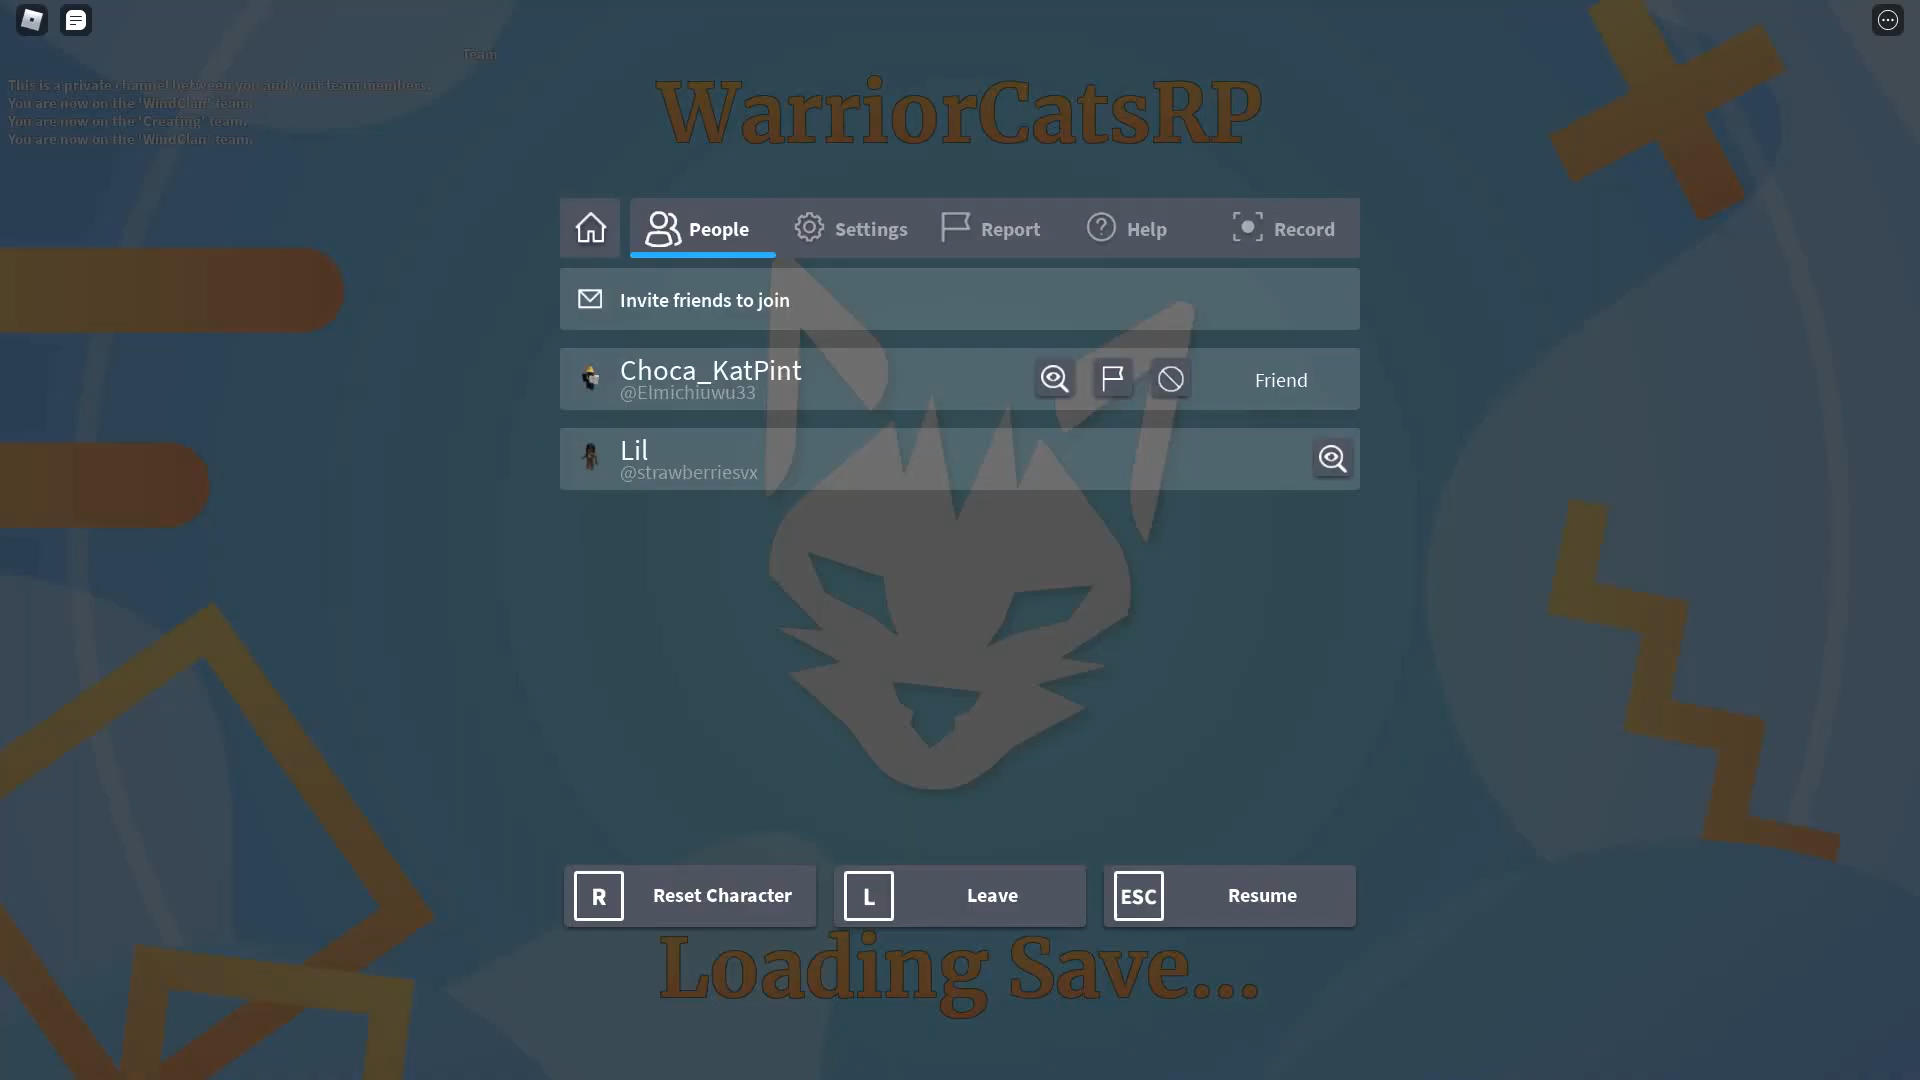 Team
This is a private channel between you and your team members.
You are now on the 'WindClan' team.
You are now on the 'Creating' team.
You are now on the 'WindClan' team.
WarriorCatsRP
People
Settings
Report
Help
Record
Invite friends to join
Choca_KatPint
@Elmichiuwu33
Friend
Lil
@strawberriesvx
R Reset Character
L Leave
ESC Resume
Loading Save...